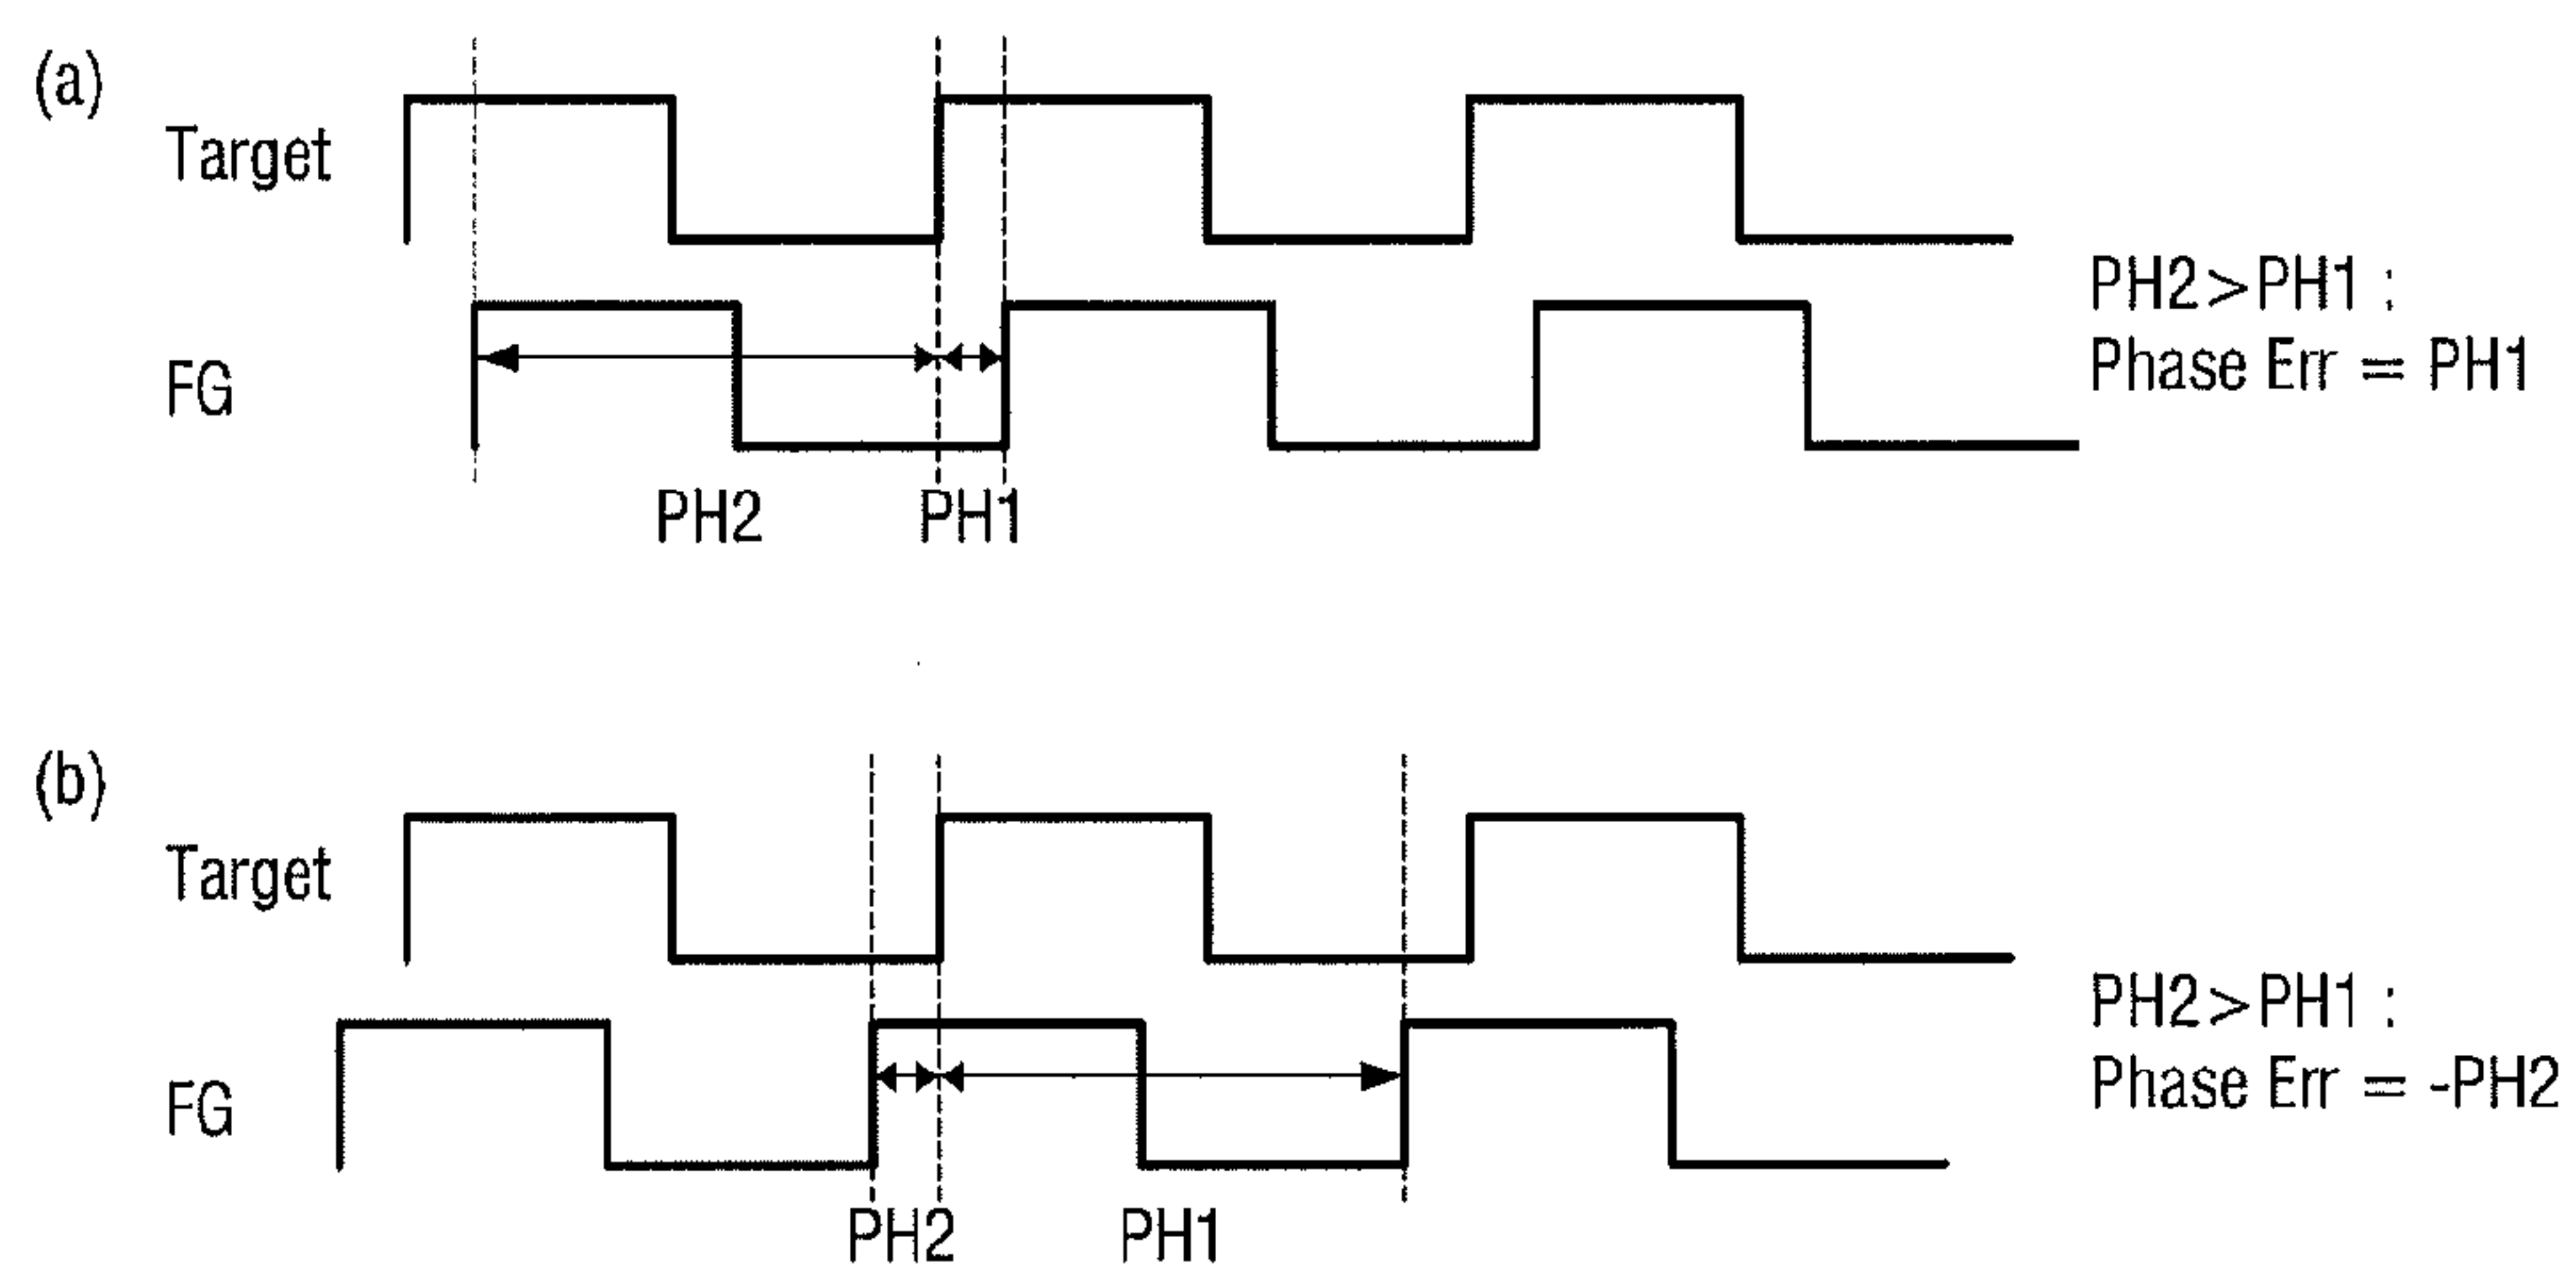 (a)
Target
FG
PH2
PH1
PH2>PH1 :
Phase Err = PH1
(b)
Target
FG
PH2
PH1
PH2>PH1 :
Phase Err = -PH2